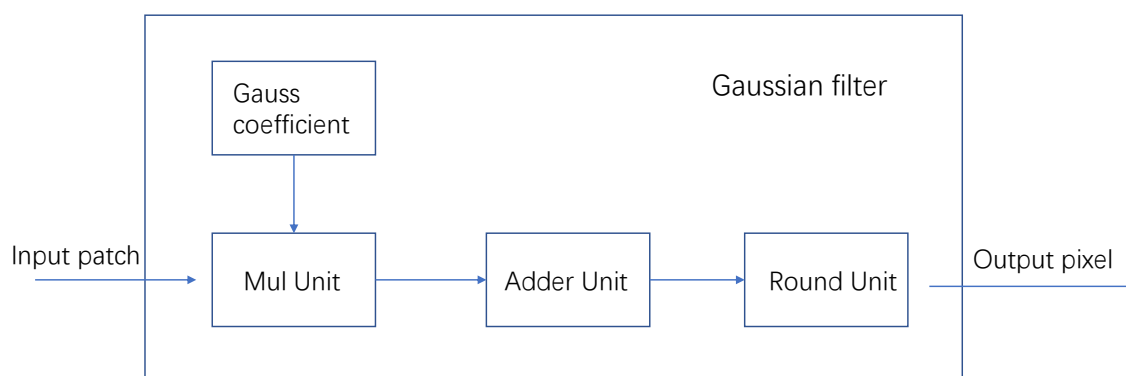 Gauss
coefficient
Gaussian filter
Input patch
Mul Unit
Adder Unit
Round Unit
Output pixel